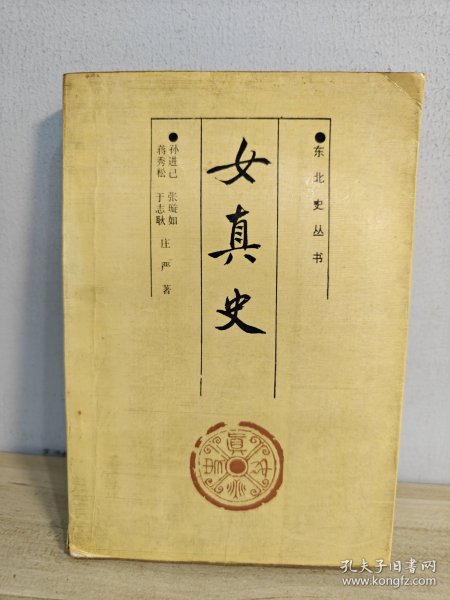 东北史丛书
女真史
孙进己 张璇如
蒋秀松 于志耿 庄严 著
孔夫子旧书网
www.kongfz.com